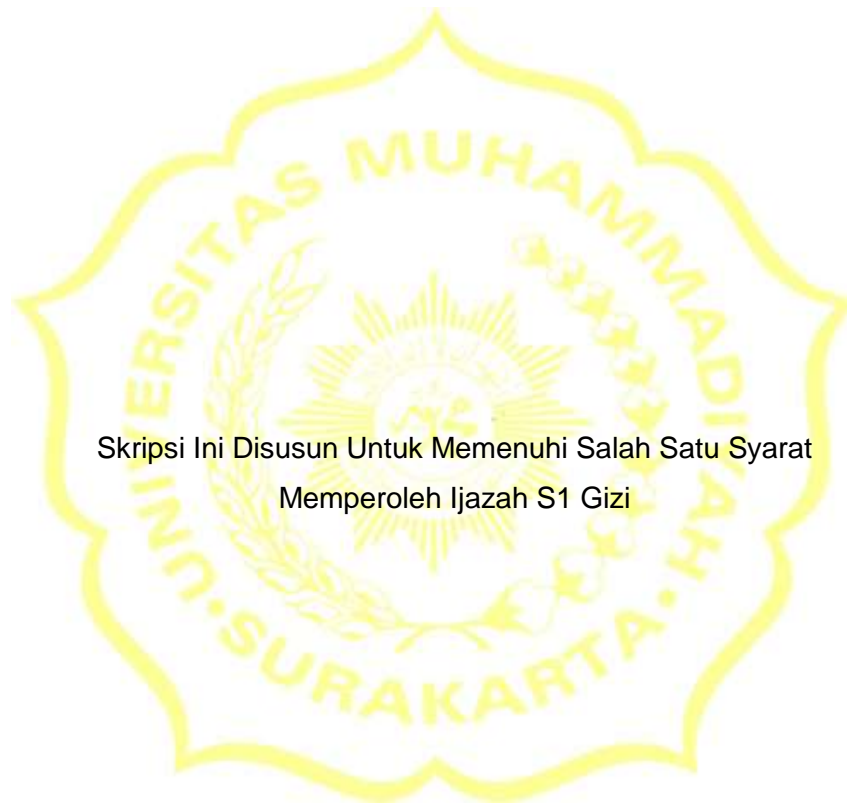 UNIVERSITAS MUHAMMADIYAH
Skripsi Ini Disusun Untuk Memenuhi Salah Satu Syarat
Memperoleh Ijazah S1 Gizi
SURAKARTA